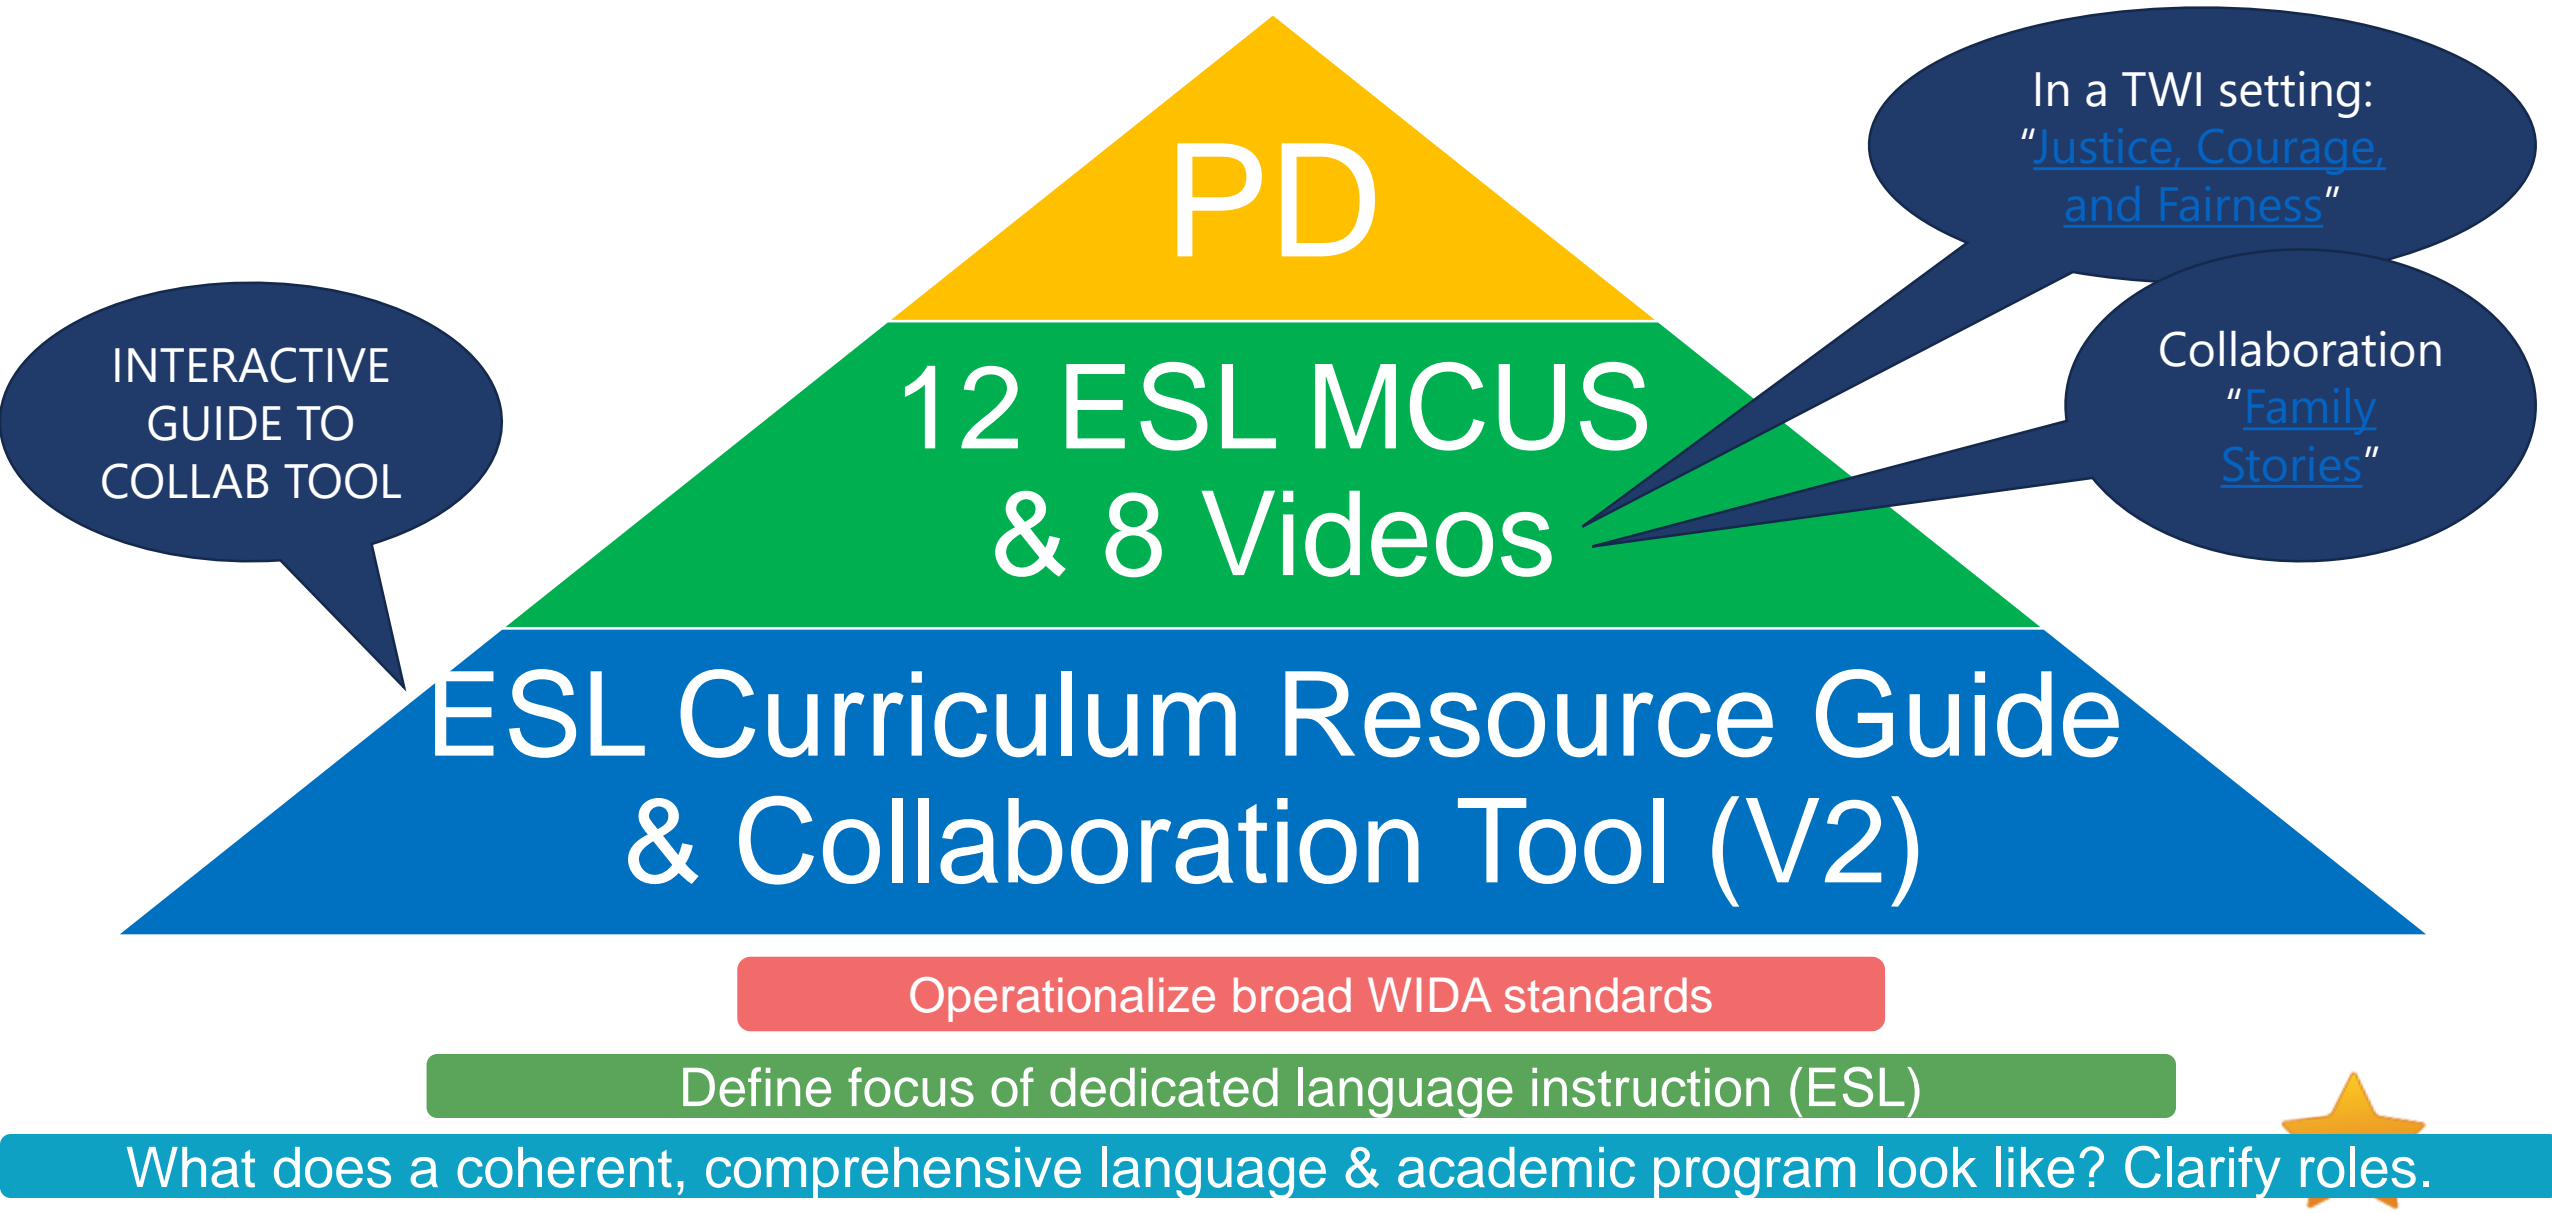 PD
In a TWI setting:
“Justice, Courage,
and Fairness”
INTERACTIVE
GUIDE TO
COLLAB TOOL
12 ESL MCUS
& 8 Videos
Collaboration
“Family
Stories”
ESL Curriculum Resource Guide
& Collaboration Tool (V2)
Operationalize broad WIDA standards
Define focus of dedicated language instruction (ESL)
What does a coherent, comprehensive language & academic program look like? Clarify roles.